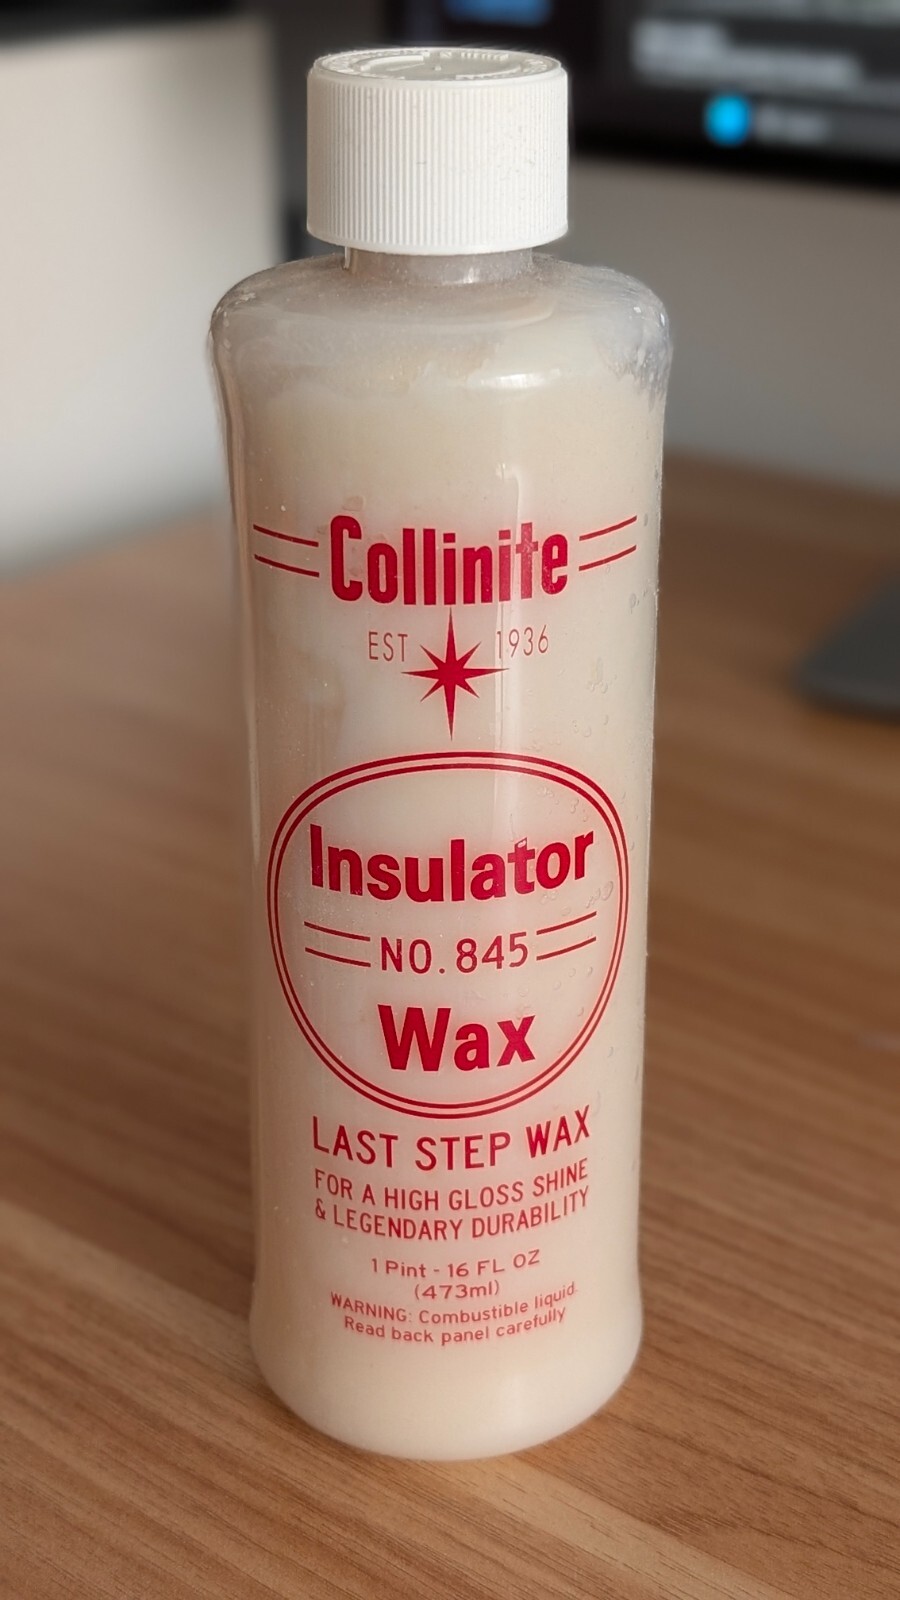 Collinite
EST 1936
Insulator
NO. 845
Wax
LAST STEP WAX
FOR A HIGH GLOSS SHINE
& LEGENDARY DURABILITY
1 Pint - 16 FL OZ
(473ml)
WARNING: Combustible liquid.
Read back panel carefully